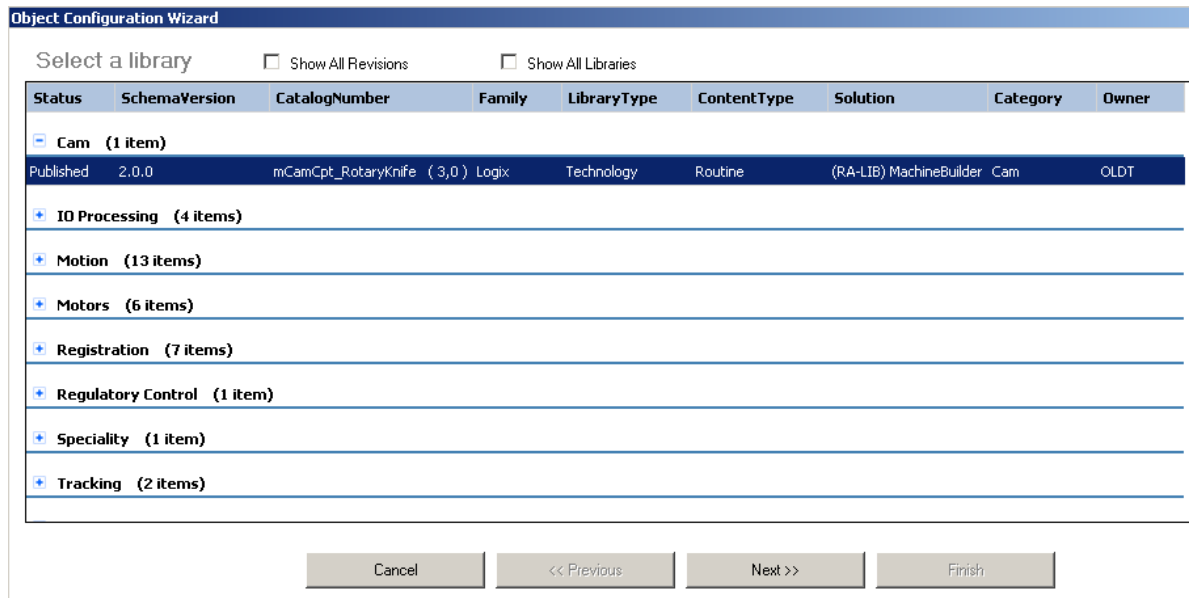 Object Configuration Wizard
Select a library Show All Revisions Show All Libraries
Status SchemaVersion CatalogNumber Family LibraryType ContentType Solution Category Owner
Cam (1 item)
Published 2.0.0 mCamCpt_RotaryKnife ( 3,0 ) Logix Technology Routine (RA-LIB) MachineBuilder Cam OLDT
IO Processing (4 items)
Motion (13 items)
Motors (6 items)
Registration (7 items)
Regulatory Control (1 item)
Speciality (1 item)
Tracking (2 items)
Cancel << Previous Next >> Finish